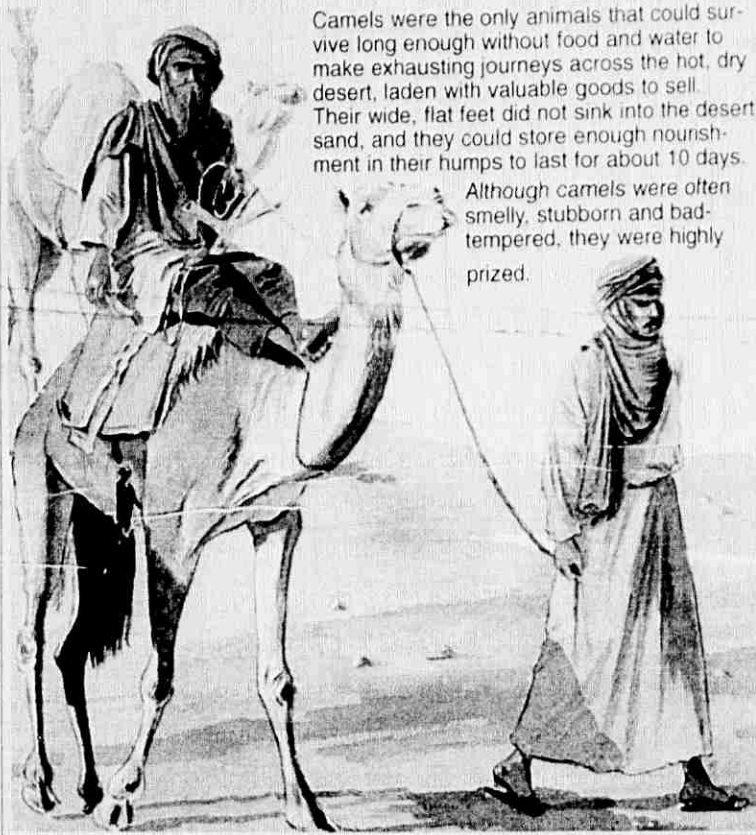 Camels were the only animals that could sur-
vive long enough without food and water to
make exhausting journeys across the hot, dry
desert, laden with valuable goods to sell.
Their wide, flat feet did not sink into the desert
sand, and they could store enough nourish-
ment in their humps to last for about 10 days.
Although camels were often
smelly, stubborn and bad-
tempered, they were highly
prized.